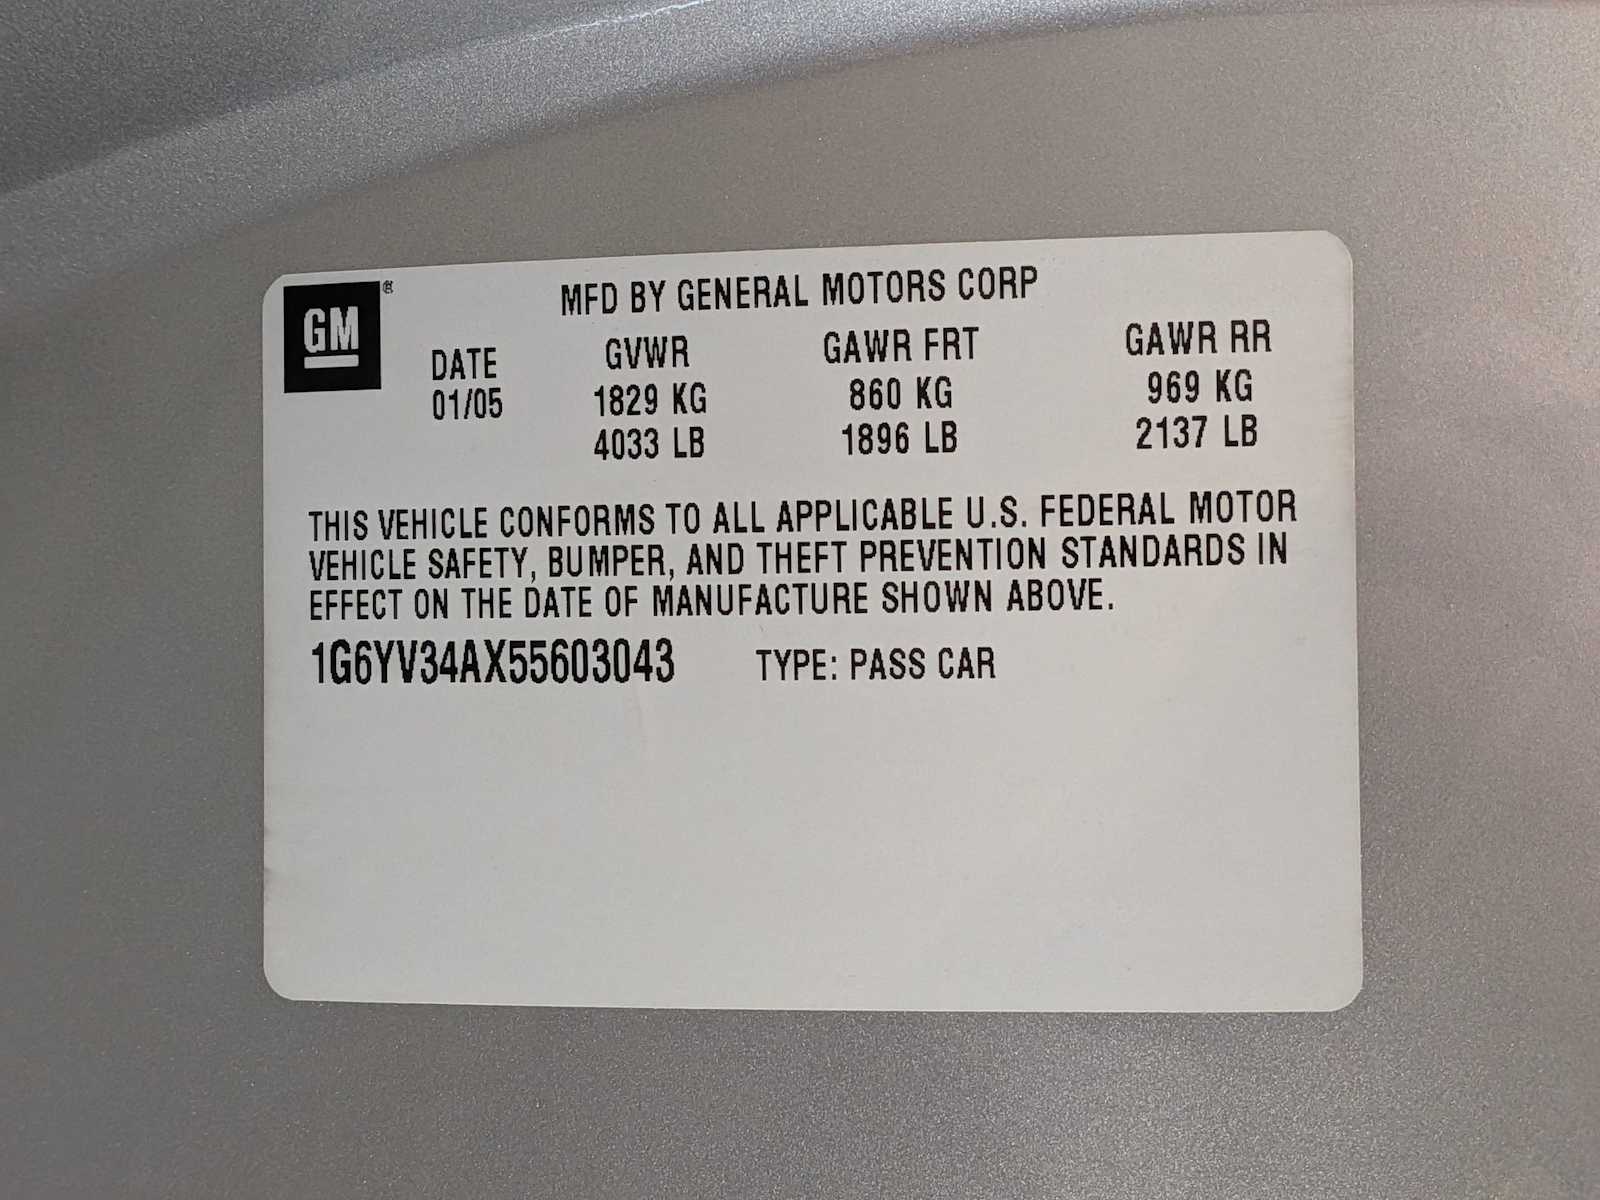 GM
MFD BY GENERAL MOTORS CORP
DATE GVWR GAWR FRT GAWR RR
01/05 1829 KG 860 KG 969 KG
4033 LB 1896 LB 2137 LB
THIS VEHICLE CONFORMS TO ALL APPLICABLE U.S. FEDERAL MOTOR
VEHICLE SAFETY, BUMPER, AND THEFT PREVENTION STANDARDS IN
EFFECT ON THE DATE OF MANUFACTURE SHOWN ABOVE.
1G6YV34AX55603043 TYPE: PASS CAR